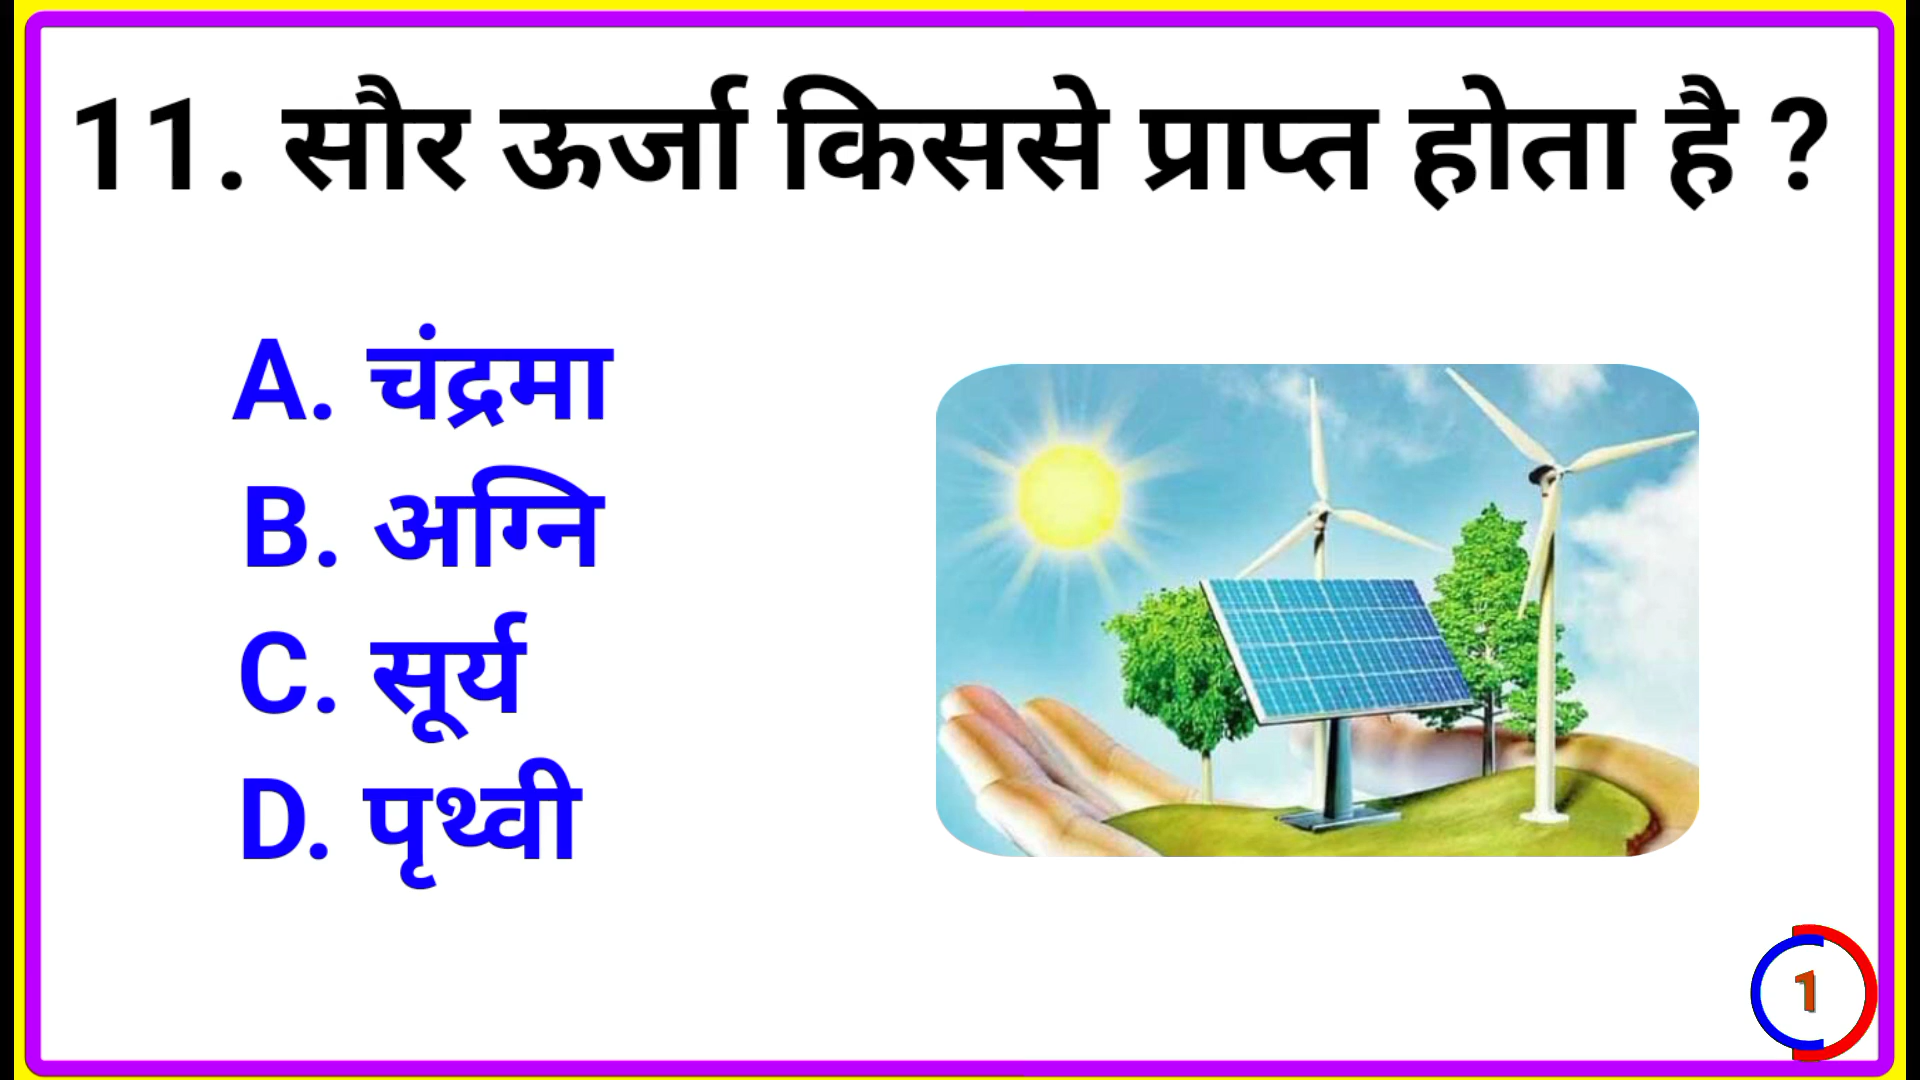 11. सौर ऊर्जा किससे प्राप्त होता है ?
A. चंद्रमा
B. अग्नि
C. सूर्य
D. पृथ्वी
1